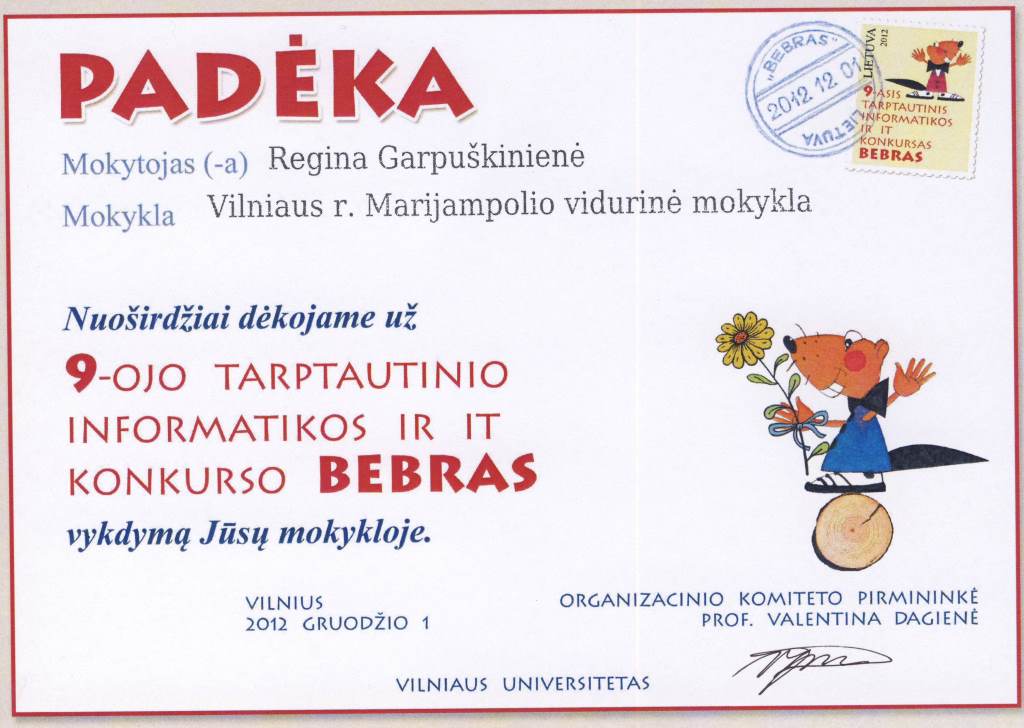 PADĖKA
Mokytojas (-a) Regina Garpuškinienė
Mokykla Vilniaus r. Marijampolio vidurinė mokykla
"BEBRAS"
2012.12.01
LIETUVA
LIETUVA
2012
9-ASIS
TARPTAUTINIS
INFORMATIKOS
IR IT
KONKURSAS
BEBRAS
Nuoširdžiai dėkojame už
9-OJO TARPTAUTINIO
INFORMATIKOS IR IT
KONKURSO BEBRAS
vykdymą Jūsų mokykloje.
VILNIUS
2012 GRUODŽIO 1
ORGANIZACINIO KOMITETO PIRMININKĖ
PROF. VALENTINA DAGIENĖ
VILNIAUS UNIVERSITETAS